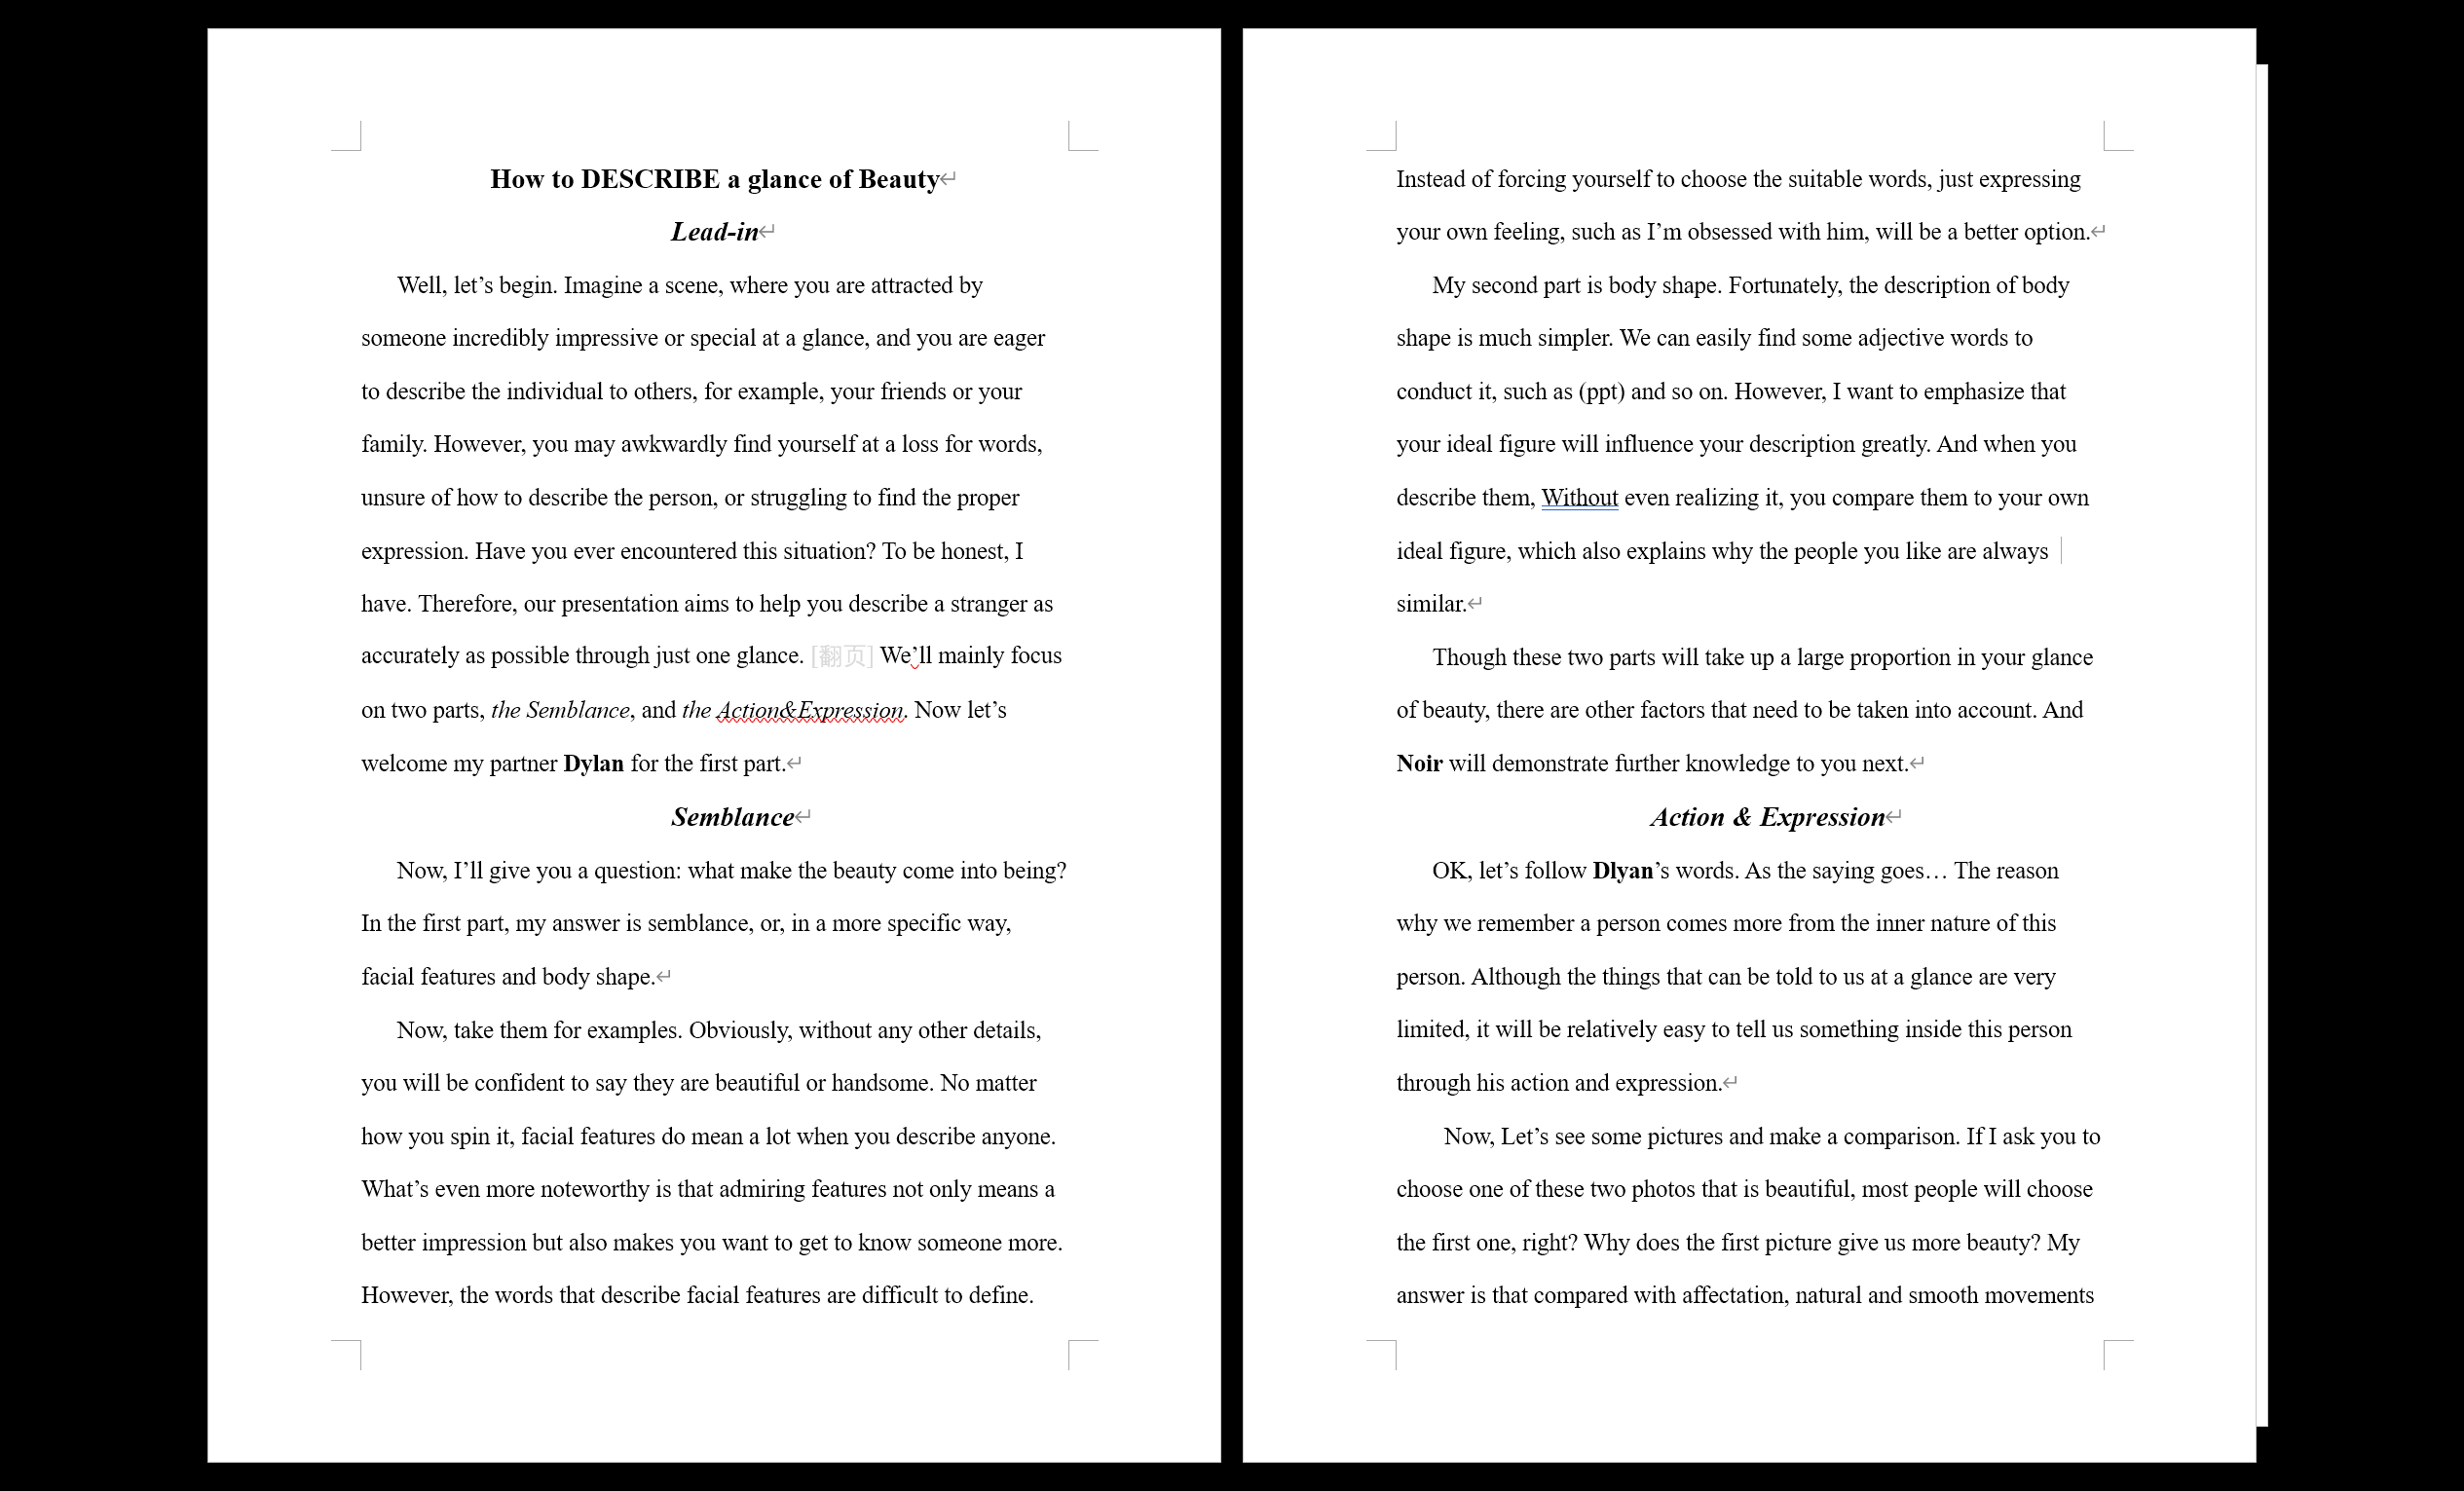 How to DESCRIBE a glance of Beauty
Lead-in
Well, let’s begin. Imagine a scene, where you are attracted by
someone incredibly impressive or special at a glance, and you are eager
to describe the individual to others, for example, your friends or your
family. However, you may awkwardly find yourself at a loss for words,
unsure of how to describe the person, or struggling to find the proper
expression. Have you ever encountered this situation? To be honest, I
have. Therefore, our presentation aims to help you describe a stranger as
accurately as possible through just one glance. [翻页] We’ll mainly focus
on two parts, the Semblance, and the Action&Expression. Now let’s
welcome my partner Dylan for the first part.
Semblance
Now, I’ll give you a question: what make the beauty come into being?
In the first part, my answer is semblance, or, in a more specific way,
facial features and body shape.
Now, take them for examples. Obviously, without any other details,
you will be confident to say they are beautiful or handsome. No matter
how you spin it, facial features do mean a lot when you describe anyone.
What’s even more noteworthy is that admiring features not only means a
better impression but also makes you want to get to know someone more.
However, the words that describe facial features are difficult to define.
Instead of forcing yourself to choose the suitable words, just expressing
your own feeling, such as I’m obsessed with him, will be a better option.
My second part is body shape. Fortunately, the description of body
shape is much simpler. We can easily find some adjective words to
conduct it, such as (ppt) and so on. However, I want to emphasize that
your ideal figure will influence your description greatly. And when you
describe them, Without even realizing it, you compare them to your own
ideal figure, which also explains why the people you like are always
similar.
Though these two parts will take up a large proportion in your glance
of beauty, there are other factors that need to be taken into account. And
Noir will demonstrate further knowledge to you next.
Action & Expression
OK, let’s follow Dlyan’s words. As the saying goes… The reason
why we remember a person comes more from the inner nature of this
person. Although the things that can be told to us at a glance are very
limited, it will be relatively easy to tell us something inside this person
through his action and expression.
Now, Let’s see some pictures and make a comparison. If I ask you to
choose one of these two photos that is beautiful, most people will choose
the first one, right? Why does the first picture give us more beauty? My
answer is that compared with affectation, natural and smooth movements